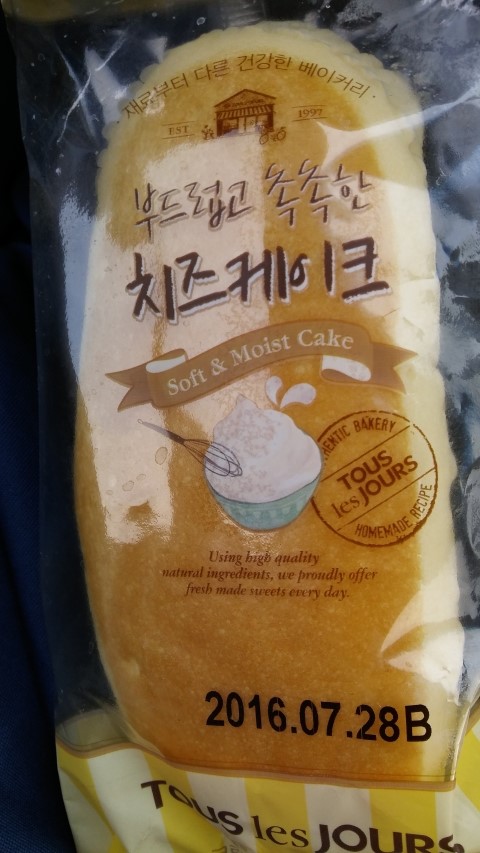 · 재료부터 다른 건강한 베이커리 ·
EST 1997
부드럽고 촉촉한
치즈케이크
Soft & Moist Cake
HENTIC BAKERY
TOUS
les JOURS
HOMEMADE RECIPE
Using high quality
natural ingredients, we proudly offer
fresh made sweets every day.
2016.07.28B
TOUS les JOURS